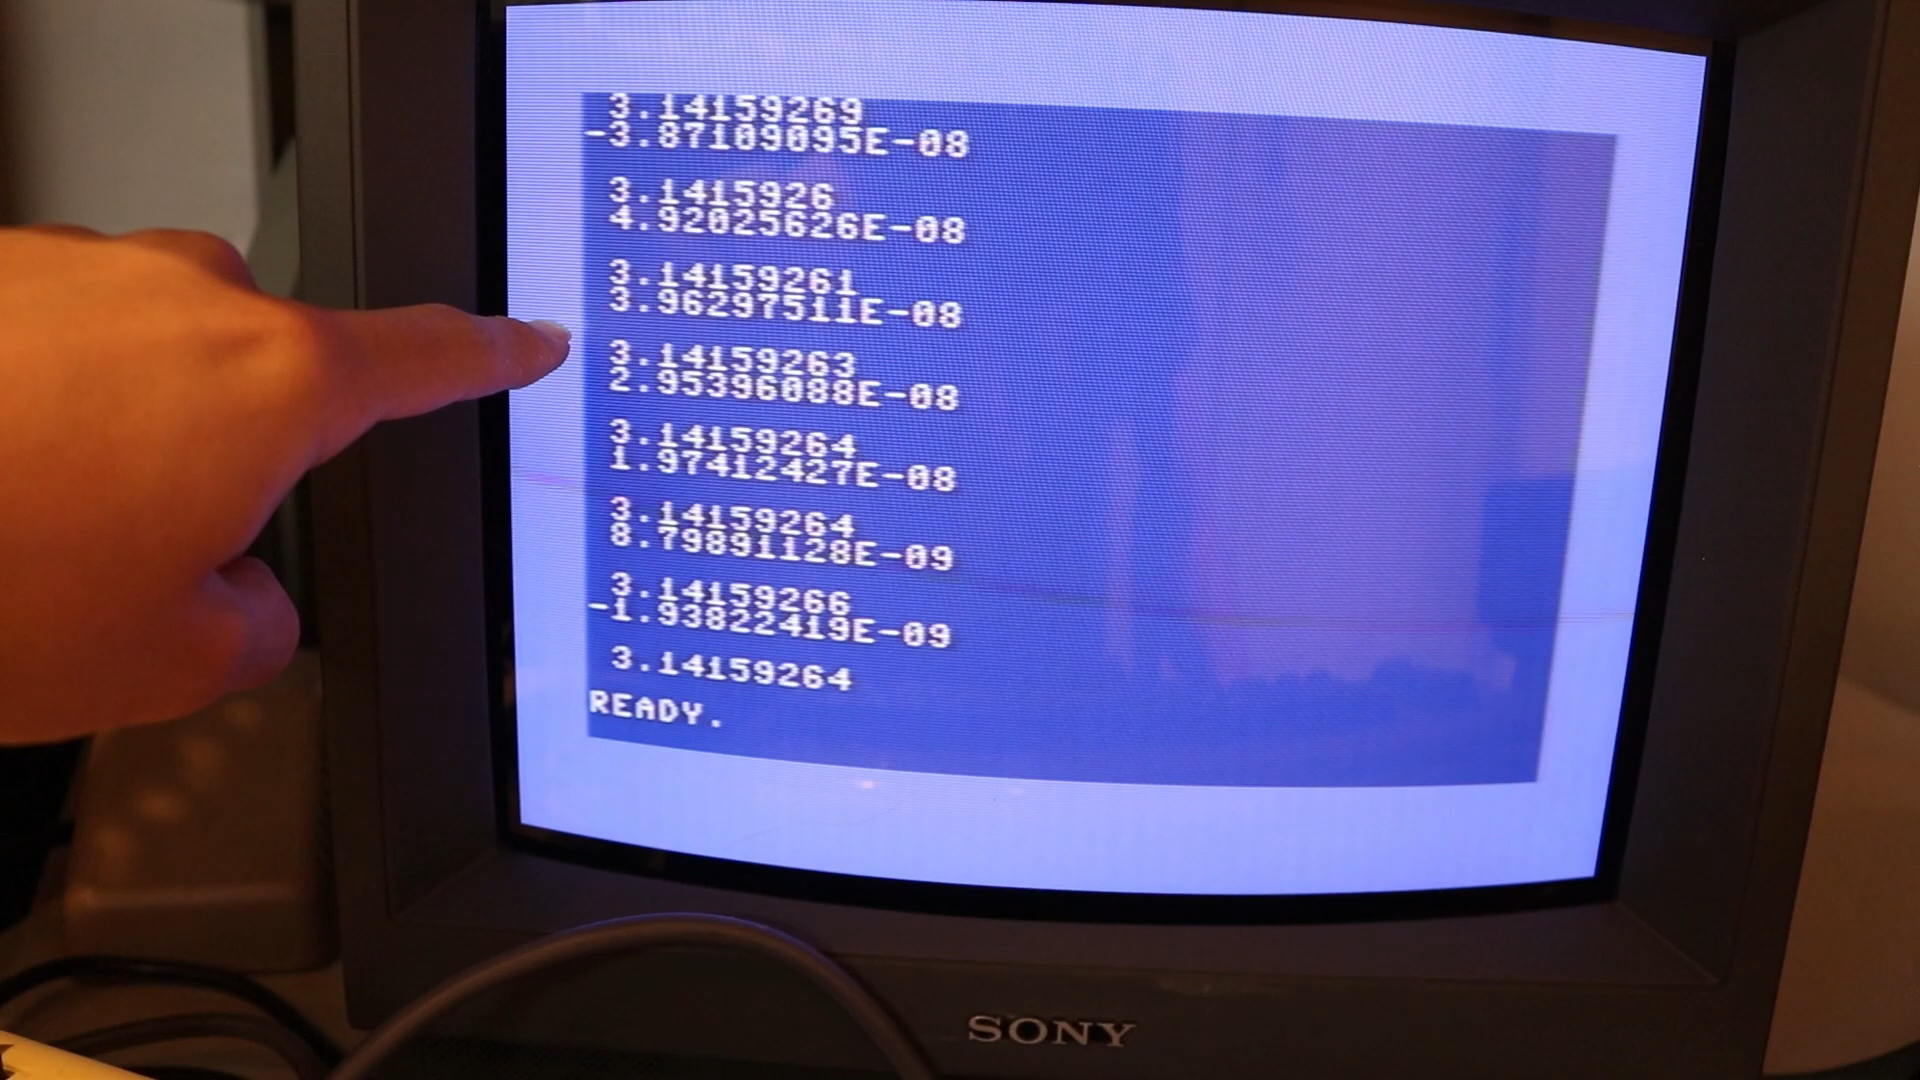 3.14159269
-3.87109095E-08
3.1415926
4.92025626E-08
3.14159261
3.96297511E-08
3.14159263
2.95396088E-08
3.14159264
1.97412427E-08
3.14159264
8.79891128E-09
3.14159266
-1.93822419E-09
3.14159264
READY.
SONY